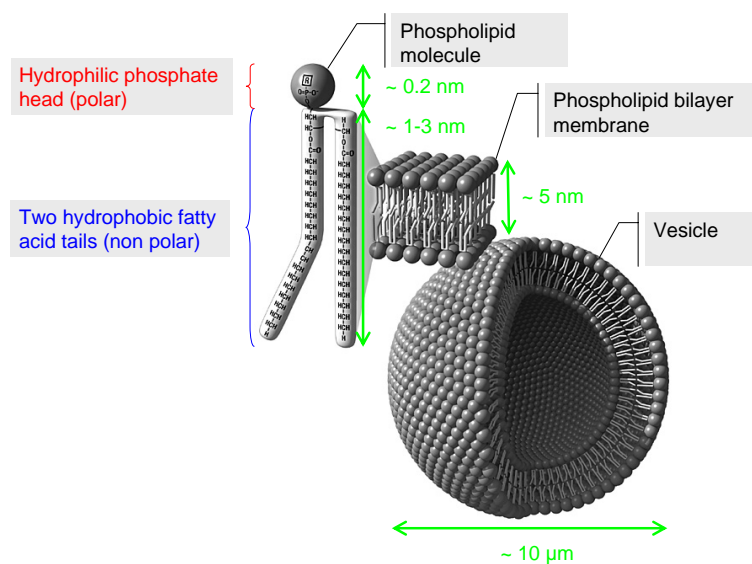 Phospholipid
molecule
Hydrophilic phosphate
head (polar)
~ 0.2 nm
~ 1-3 nm
Phospholipid bilayer
membrane
~ 5 nm
Two hydrophobic fatty
acid tails (non polar)
Vesicle
~ 10 µm
R
O=P-O⁻
O